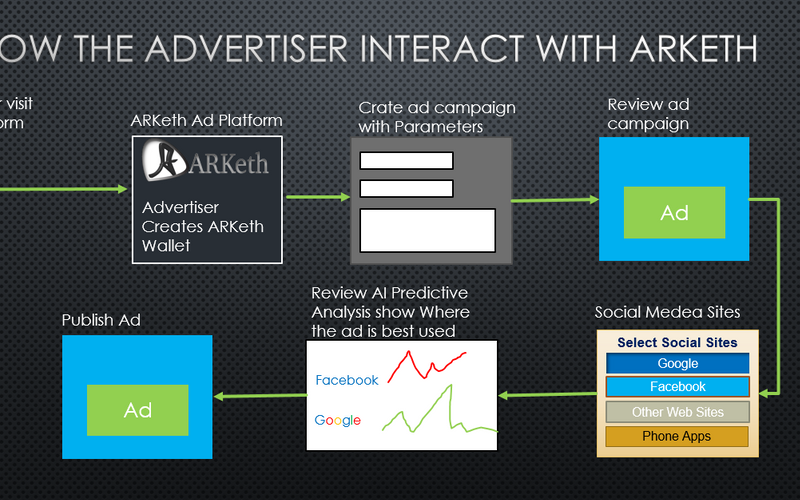 OW THE ADVERTISER INTERACT WITH ARKETH
visit
orm
ARKeth Ad Platform
ARKeth
Advertiser
Creates ARKeth
Wallet
Crate ad campaign
with Parameters
Review ad
campaign
Ad
Social Medea Sites
Select Social Sites
Google
Facebook
Other Web Sites
Phone Apps
Review AI Predictive
Analysis show Where
the ad is best used
Facebook
Google
Publish Ad
Ad